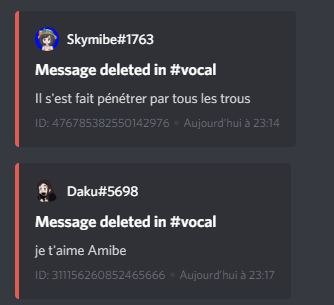 Skymibe#1763
Message deleted in #vocal
Il s'est fait pénétrer par tous les trous
ID: 476785382550142976 • Aujourd'hui à 23:14
Daku#5698
Message deleted in #vocal
je t'aime Amibe
ID: 311156260852465666 • Aujourd'hui à 23:17